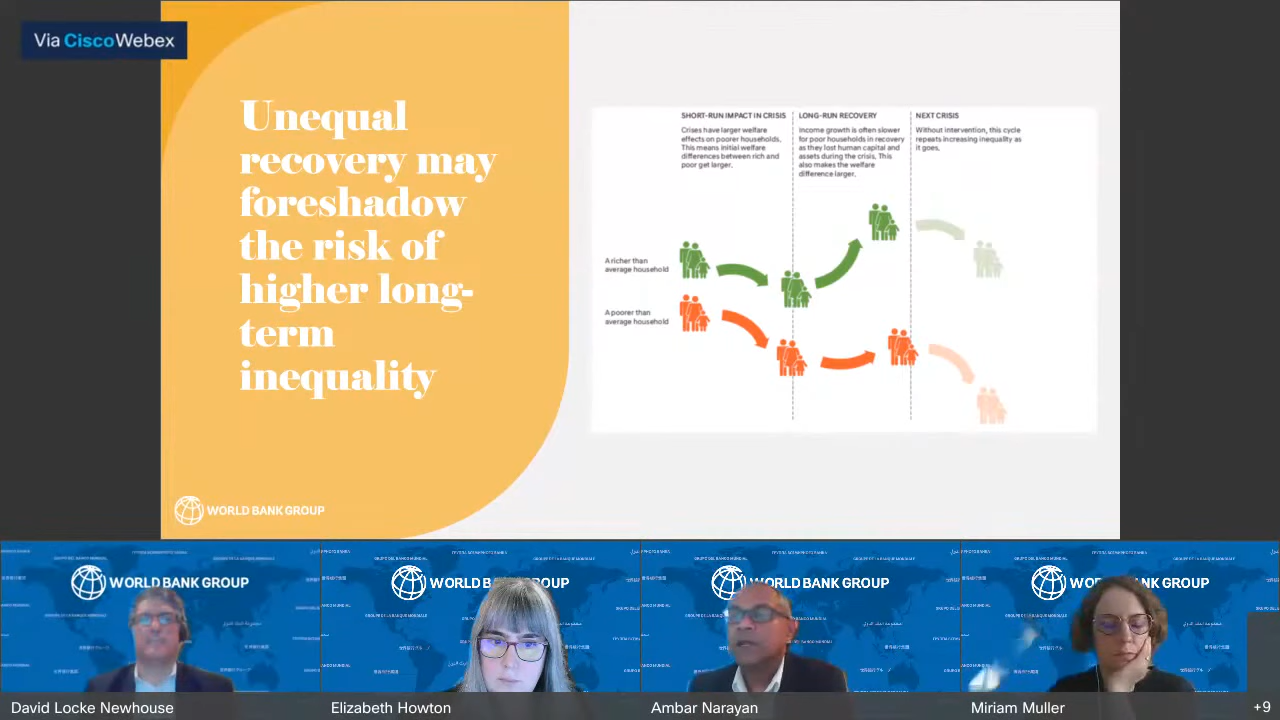 Via Cisco Webex
Unequal
recovery may
foreshadow
the risk of
higher long-
term
inequality
WORLD BANK GROUP
SHORT-RUN IMPACT IN CRISIS
Crises have larger welfare
effects on poorer households.
This means initial welfare
differences between rich and
poor get larger.
LONG-RUN RECOVERY
Income growth is often slower
for poor households in recovery
as they lost human capital and
assets during the crisis. This
also makes the welfare
difference larger.
NEXT CRISIS
Without intervention, this cycle
repeats increasing inequality as
it goes.
A richer than
average household
A poorer than
average household
WORLD BANK GROUP
WORLD BANK GROUP
WORLD BANK GROUP
WORLD BANK GROUP
David Locke Newhouse
Elizabeth Howton
Ambar Narayan
Miriam Muller
+9